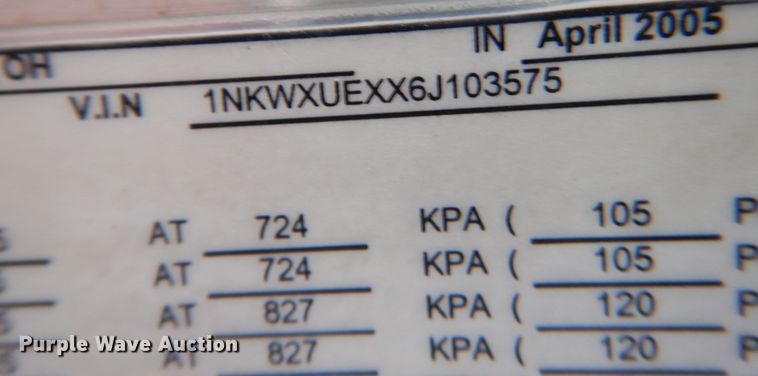 OH IN April 2005
V.I.N 1NKWXUEXX6J103575
AT 724 KPA ( 105 P
AT 724 KPA ( 105 P
AT 827 KPA ( 120 P
AT 827 KPA ( 120 P
Purple Wave Auction